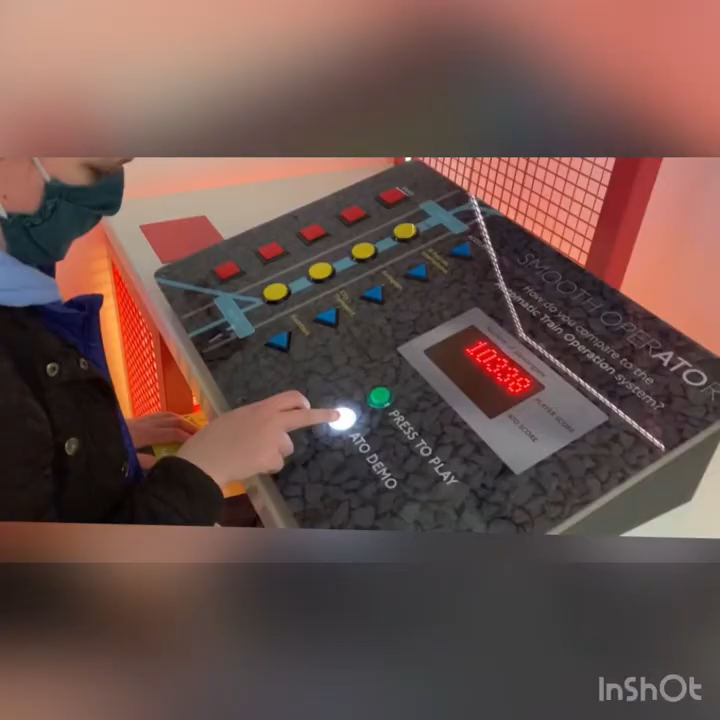 SMOOTH OPERATOR
How do you compare to the
Automatic Train Operation system?
10338
PLAYER SCORE
ATO SCORE
PRESS TO PLAY
ATO DEMO
InShOt